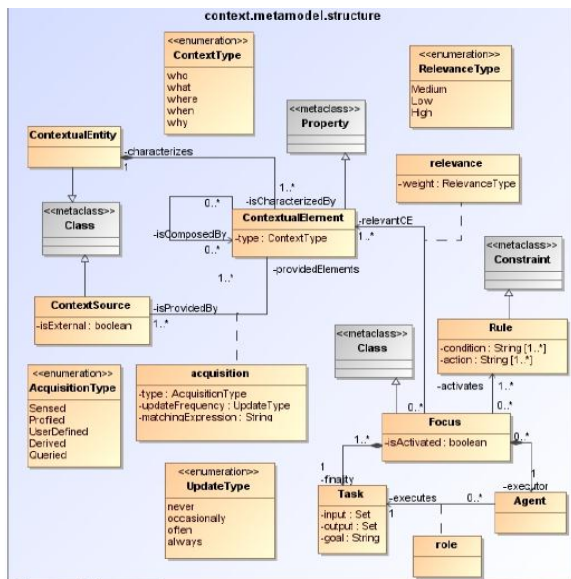 context.metamodel.structure
<<enumeration>>
ContextType
who
what
where
when
why
<<enumeration>>
RelevanceType
Medium
Low
High
<<metaclass>>
Property
ContextualEntity
-characterizes
1
relevance
-weight : RelevanceType
1..*
-isCharacterizedBy
<<metaclass>>
Class
0..*
-isComposedBy
0..*
ContextualElement
-type : ContextType
-relevantCE
1..*
<<metaclass>>
Constraint
1..*
-providedElements
ContextSource
-isExternal : boolean
-isProvidedBy
1..*
Rule
-condition : String [1..*]
-action : String [1..*]
<<metaclass>>
Class
-activates
1..*
<<enumeration>>
AcquisitionType
Sensed
Profiled
UserDefined
Derived
Queried
acquisition
-type : AcquisitionType
-updateFrequency : UpdateType
-matchingExpression : String
0..*
0..*
Focus
-isActivated : boolean
1..*
0..*
<<enumeration>>
UpdateType
never
occasionally
often
always
1
-finality
1
-executor
Task
-input : Set
-output : Set
-goal : String
-executes
1
0..*
Agent
role